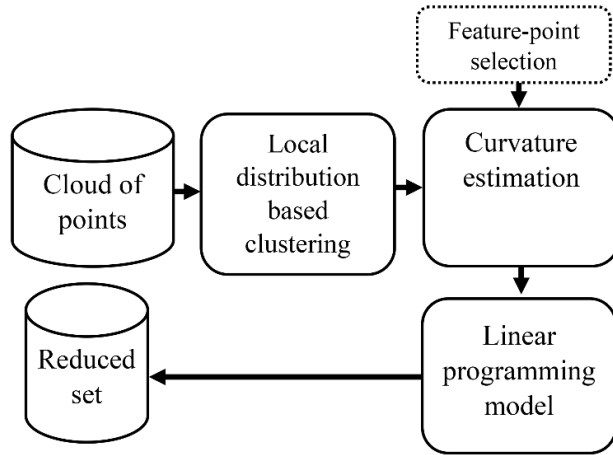 Feature-point
selection
Cloud of
points
Local
distribution
based
clustering
Curvature
estimation
Reduced
set
Linear
programming
model